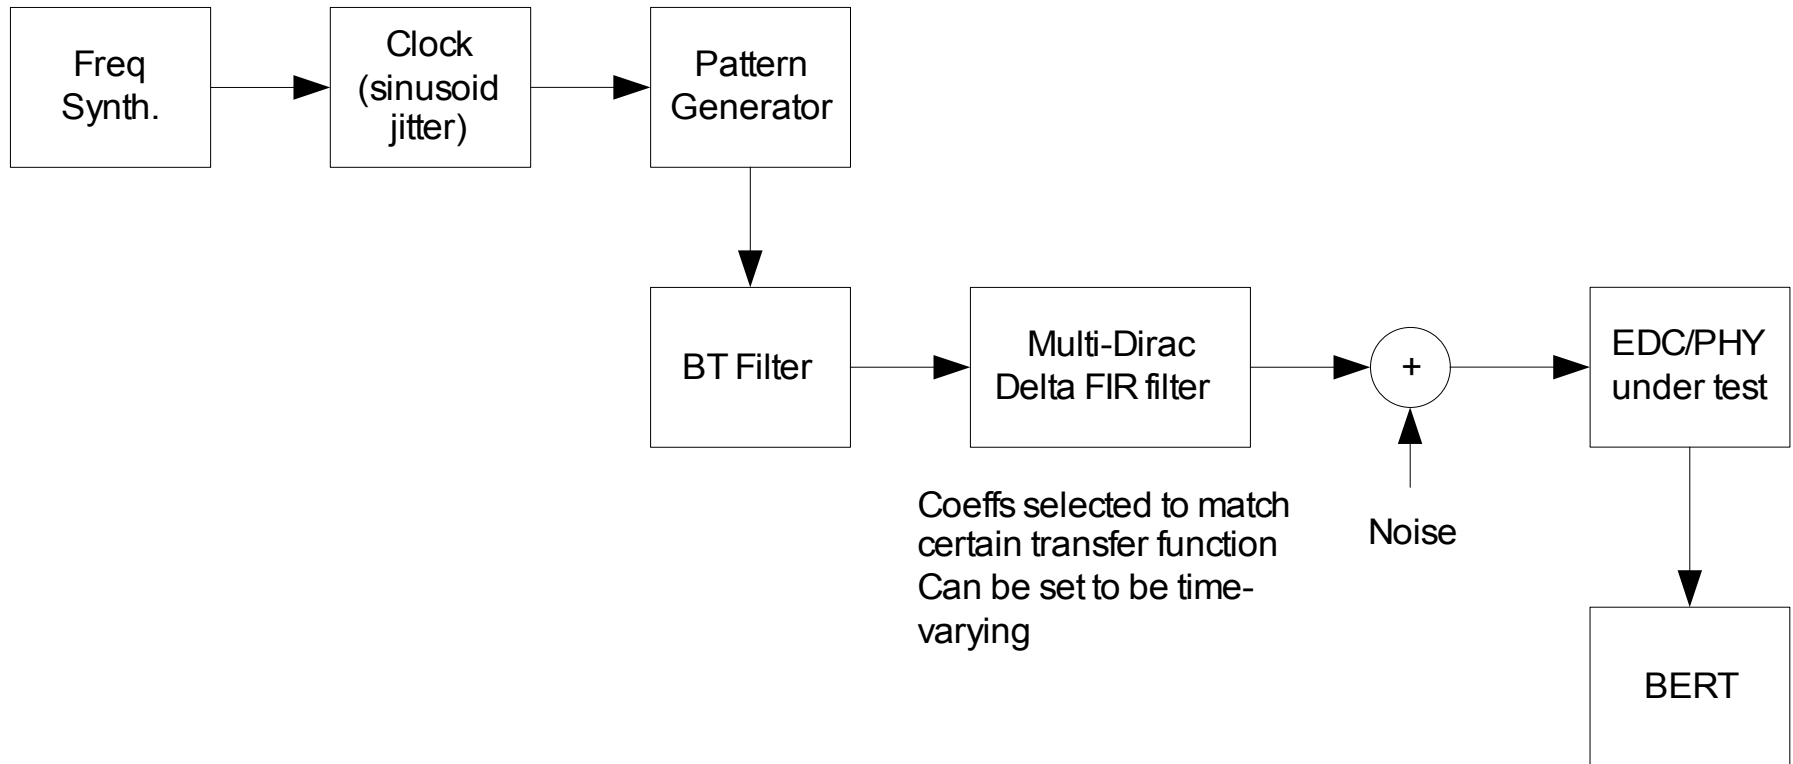 Freq
Synth.
Clock
(sinusoid
jitter)
Pattern
Generator
BT Filter
Multi-Dirac
Delta FIR filter
+
EDC/PHY
under test
Coeffs selected to match
certain transfer function
Can be set to be time-
varying
Noise
BERT